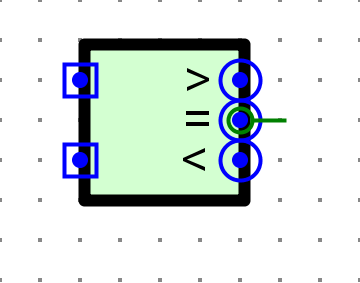 >
=
<